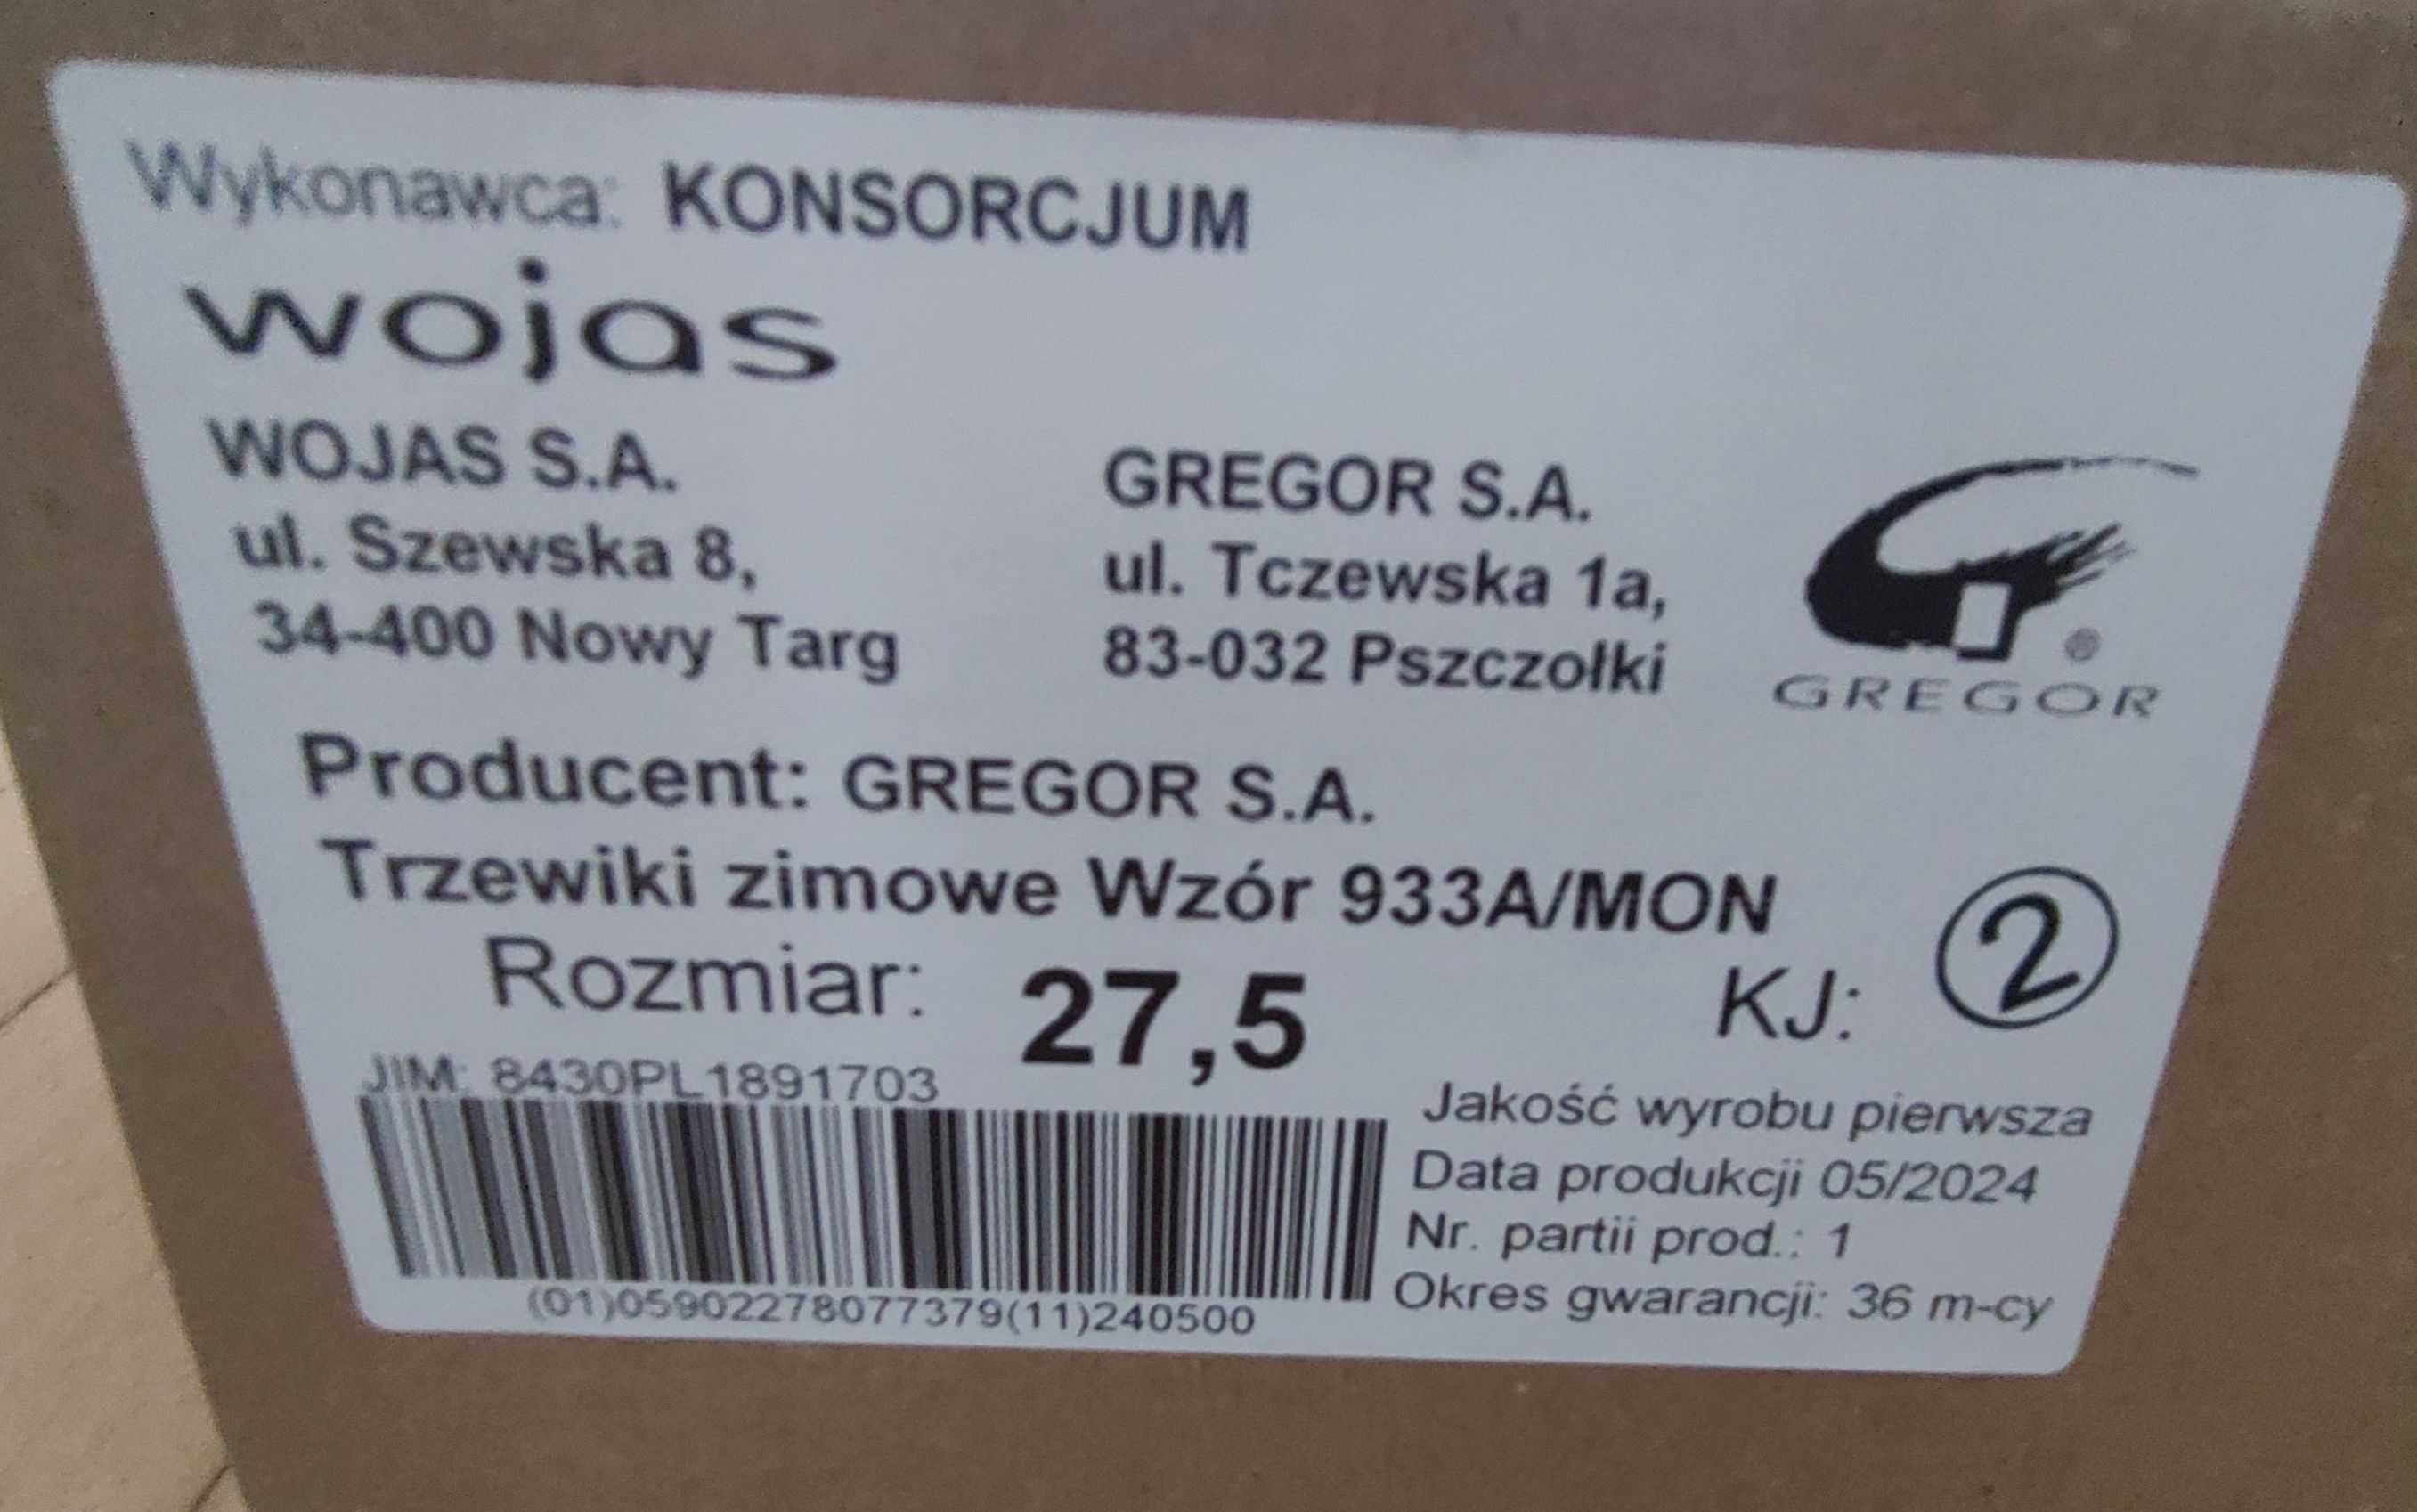 Wykonawca: KONSORCJUM
wojas
WOJAS S.A.
ul. Szewska 8,
34-400 Nowy Targ
GREGOR S.A.
ul. Tczewska 1a,
83-032 Pszczołki
®
GREGOR
Producent: GREGOR S.A.
Trzewiki zimowe Wzór 933A/MON
Rozmiar: 27,5
KJ: 2
JIM: 8430PL1891703
(01)05902278077379(11)240500
Jakość wyrobu pierwsza
Data produkcji 05/2024
Nr. partii prod.: 1
Okres gwarancji: 36 m-cy